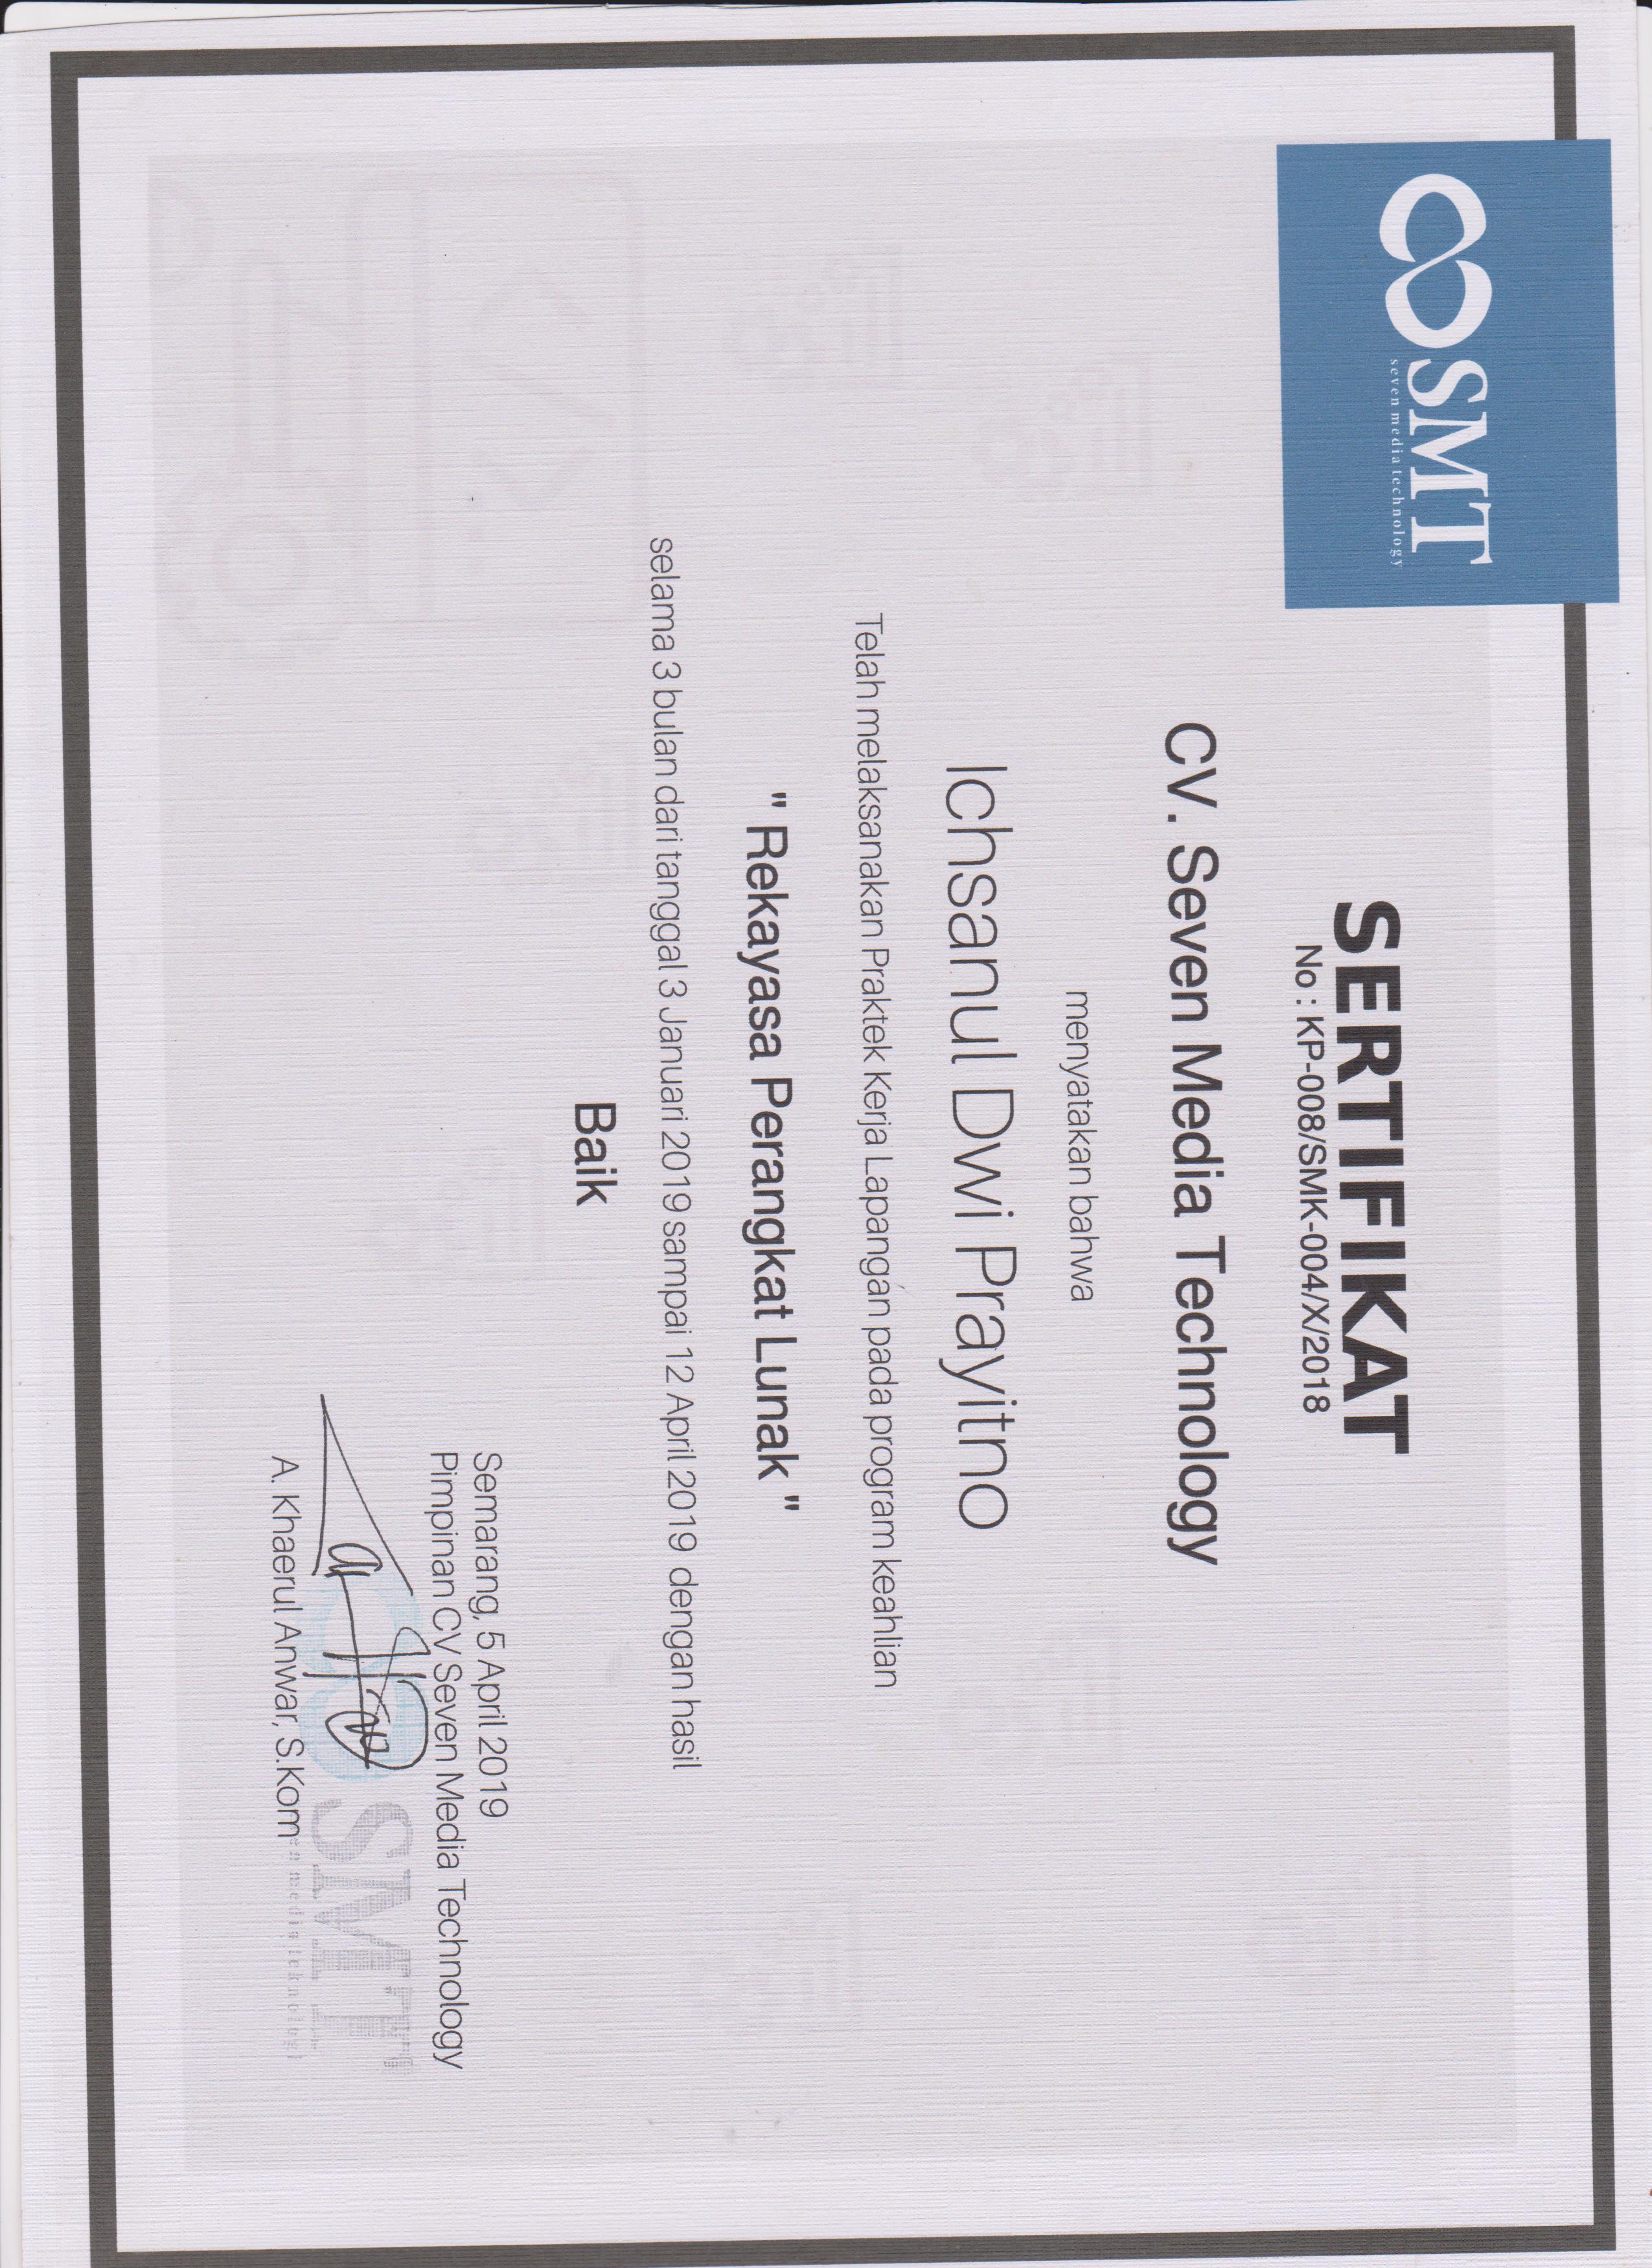 SMT
seven media technology
SERTIFIKAT
No : KP-008/SMK-004/X/2018
CV. Seven Media Technology
menyatakan bahwa
Ichsanul Dwi Prayitno
Telah melaksanakan Praktek Kerja Lapangan pada program keahlian
" Rekayasa Perangkat Lunak "
selama 3 bulan dari tanggal 3 Januari 2019 sampai 12 April 2019 dengan hasil
Baik
Semarang, 5 April 2019
Pimpinan CV Seven Media Technology
SMT
media teknologi
A. Khaerul Anwar, S.Kom